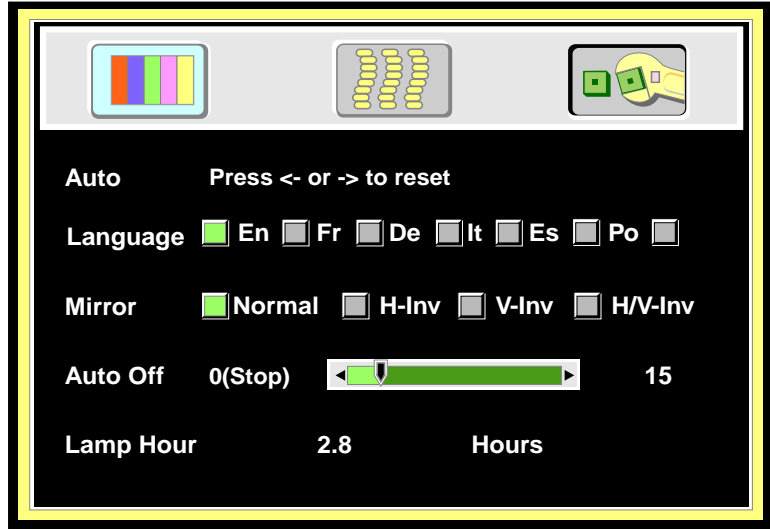 Auto Press <- or -> to reset
Language En Fr De It Es Po
Mirror Normal H-Inv V-Inv H/V-Inv
Auto Off 0(Stop) 15
Lamp Hour 2.8 Hours